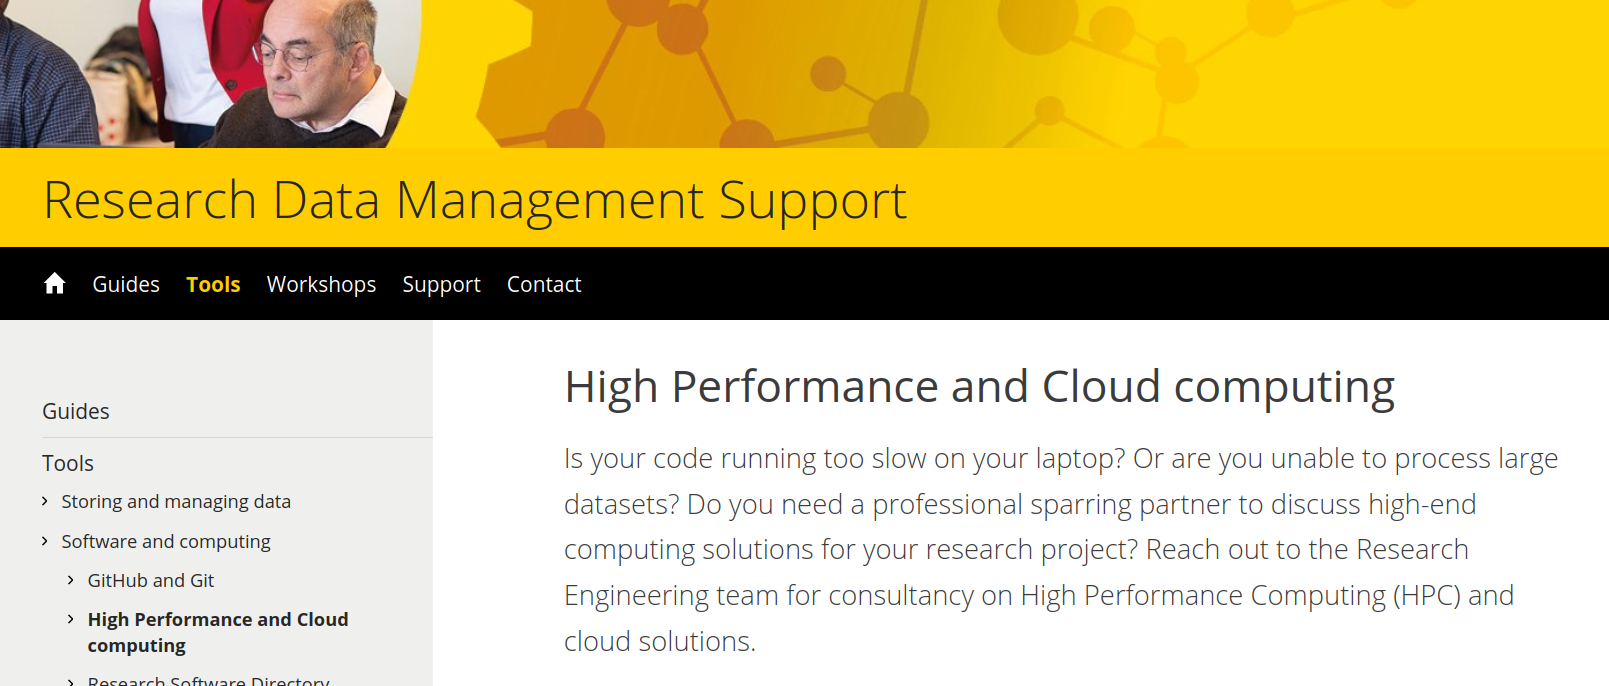 Research Data Management Support
Guides Tools Workshops Support Contact
Guides
Tools
Storing and managing data
Software and computing
GitHub and Git
High Performance and Cloud
computing
Research Software Directory
High Performance and Cloud computing
Is your code running too slow on your laptop? Or are you unable to process large
datasets? Do you need a professional sparring partner to discuss high-end
computing solutions for your research project? Reach out to the Research
Engineering team for consultancy on High Performance Computing (HPC) and
cloud solutions.